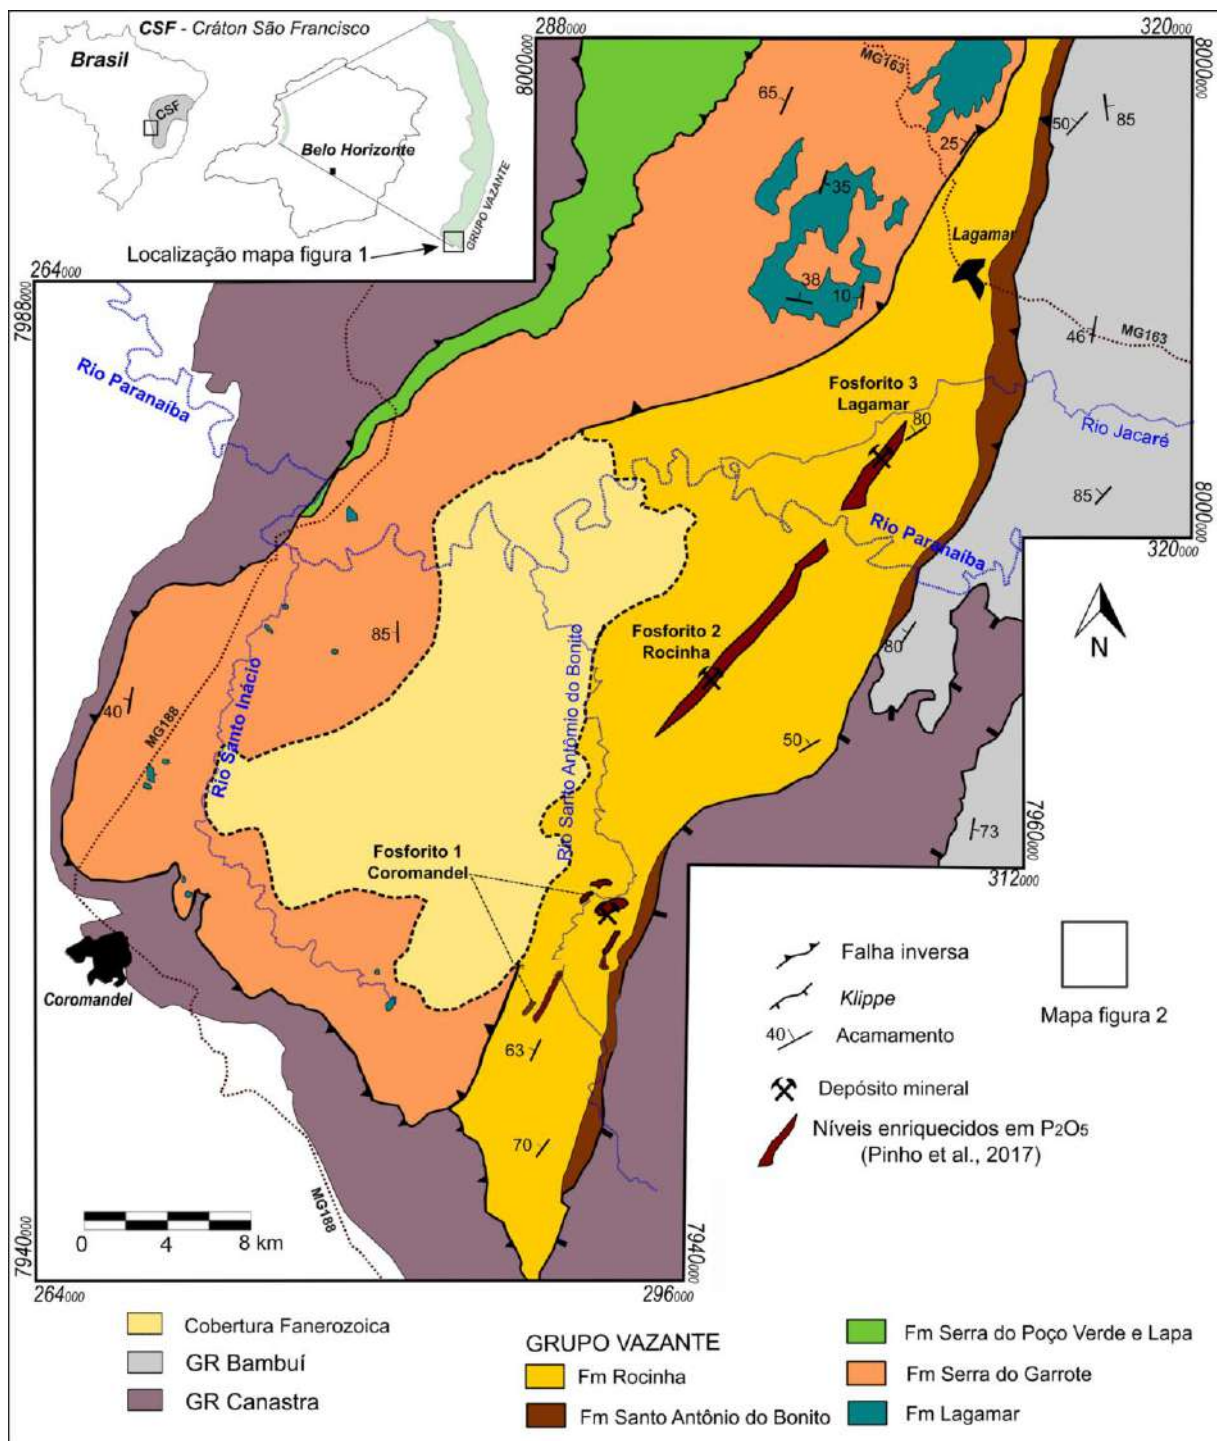 CSF - Cráton São Francisco
Brasil
CSF
Belo Horizonte
GRUPO VAZANTE
Localização mapa figura 1
288000
320000
8000000
8000000
264000
7988000
MG163
65
50
85
25
35
Lagamar
38
10
46
MG163
Rio Paranaíba
Fosforito 3
Lagamar
80
Rio Jacaré
85
Rio Paranaíba
8000000
320000
N
85
Fosforito 2
Rocinha
80
Rio Santo Antômio do Bonito
Rio Santo Inácio
40
MG188
50
73
7960000
312000
Fosforito 1
Coromandel
Coromandel
63
70
MG188
Falha inversa
Klippe
40
Acamamento
Depósito mineral
Níveis enriquecidos em P2O5
(Pinho et al., 2017)
Mapa figura 2
0 4 8 km
7940000
7940000
264000
296000
Cobertura Fanerozoica
GR Bambuí
GR Canastra
GRUPO VAZANTE
Fm Rocinha
Fm Santo Antônio do Bonito
Fm Serra do Poço Verde e Lapa
Fm Serra do Garrote
Fm Lagamar